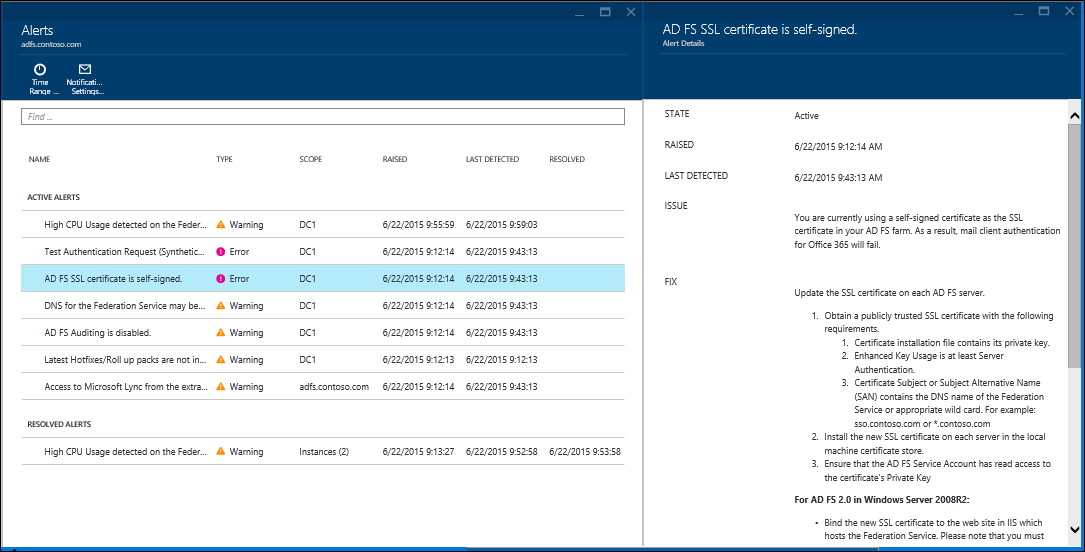 Alerts
adfs.contoso.com
Time Range ...
Notificati... Settings...
Find ...
NAME TYPE SCOPE RAISED LAST DETECTED RESOLVED
ACTIVE ALERTS
High CPU Usage detected on the Feder... Warning DC1 6/22/2015 9:55:59 6/22/2015 9:59:03
Test Authentication Request (Synthetic... Error DC1 6/22/2015 9:12:14 6/22/2015 9:43:13
AD FS SSL certificate is self-signed. Error DC1 6/22/2015 9:12:14 6/22/2015 9:43:13
DNS for the Federation Service may be... Warning DC1 6/22/2015 9:12:14 6/22/2015 9:43:13
AD FS Auditing is disabled. Warning DC1 6/22/2015 9:12:14 6/22/2015 9:43:13
Latest Hotfixes/Roll up packs are not in... Warning DC1 6/22/2015 9:12:13 6/22/2015 9:43:13
Access to Microsoft Lync from the extra... Warning adfs.contoso.com 6/22/2015 9:12:14 6/22/2015 9:43:13
RESOLVED ALERTS
High CPU Usage detected on the Feder... Warning Instances (2) 6/22/2015 9:13:27 6/22/2015 9:52:58 6/22/2015 9:53:58
AD FS SSL certificate is self-signed.
Alert Details
STATE Active
RAISED 6/22/2015 9:12:14 AM
LAST DETECTED 6/22/2015 9:43:13 AM
ISSUE
You are currently using a self-signed certificate as the SSL
certificate in your AD FS farm. As a result, mail client authentication
for Office 365 will fail.
FIX
Update the SSL certificate on each AD FS server.
1. Obtain a publicly trusted SSL certificate with the following
requirements.
1. Certificate installation file contains its private key.
2. Enhanced Key Usage is at least Server
Authentication.
3. Certificate Subject or Subject Alternative Name
(SAN) contains the DNS name of the Federation
Service or appropriate wild card. For example:
sso.contoso.com or *.contoso.com
2. Install the new SSL certificate on each server in the local
machine certificate store.
3. Ensure that the AD FS Service Account has read access to
the certificate's Private Key
For AD FS 2.0 in Windows Server 2008R2:
• Bind the new SSL certificate to the web site in IIS which
hosts the Federation Service. Please note that you must